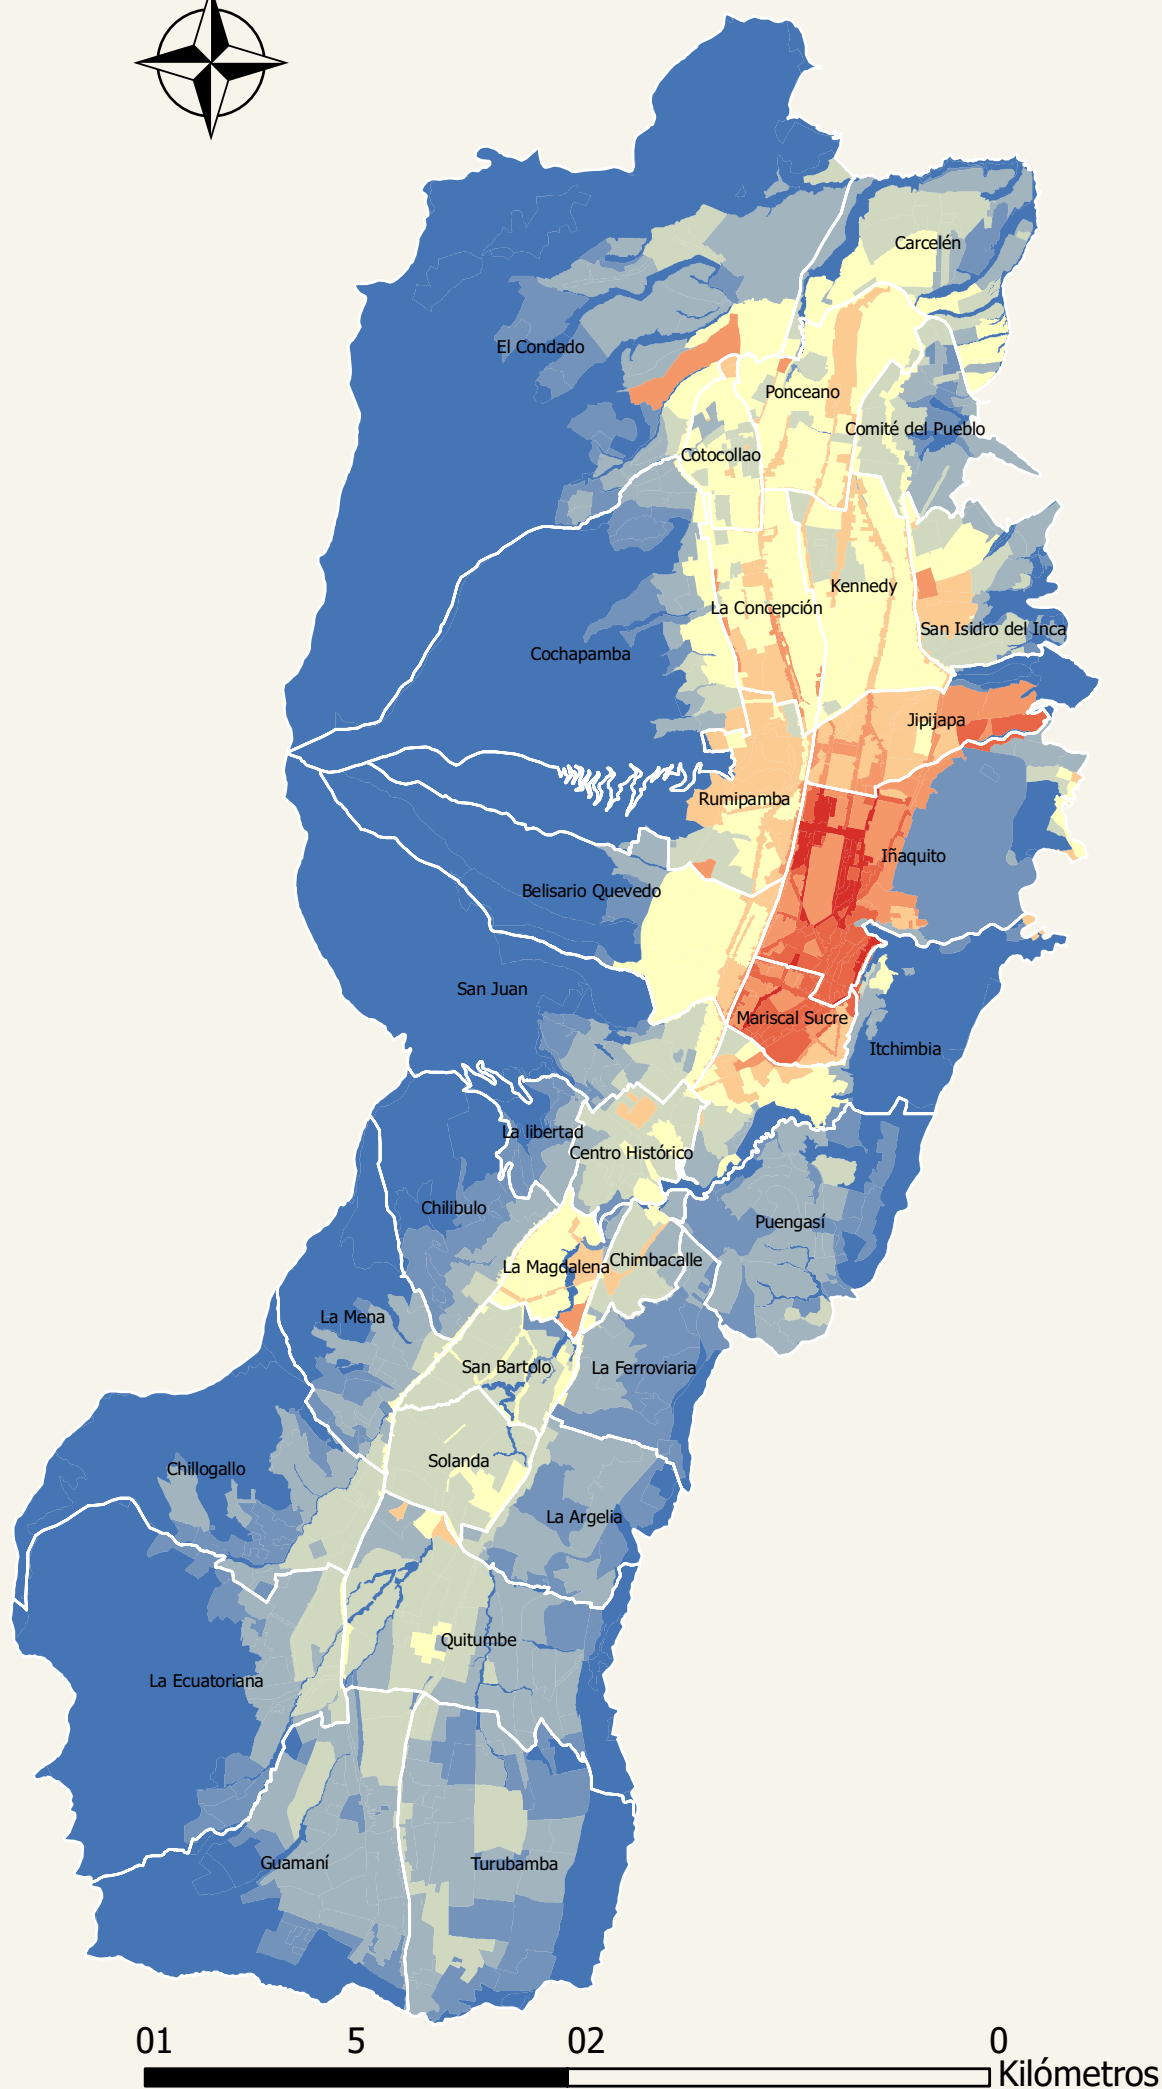 Carcelén
El Condado
Ponceano
Comité del Pueblo
Cotocollao
Kennedy
La Concepción
San Isidro del Inca
Cochapamba
Jipijapa
Rumipamba
Iñaquito
Belisario Quevedo
San Juan
Mariscal Sucre
Itchimbia
La libertad
Centro Histórico
Chilibulo
Puengasí
La Magdalena
Chimbacalle
La Mena
San Bartolo
La Ferroviaria
Solanda
Chillogallo
La Argelia
Quitumbe
La Ecuatoriana
Guamaní
Turubamba
01 5 02 0
Kilómetros